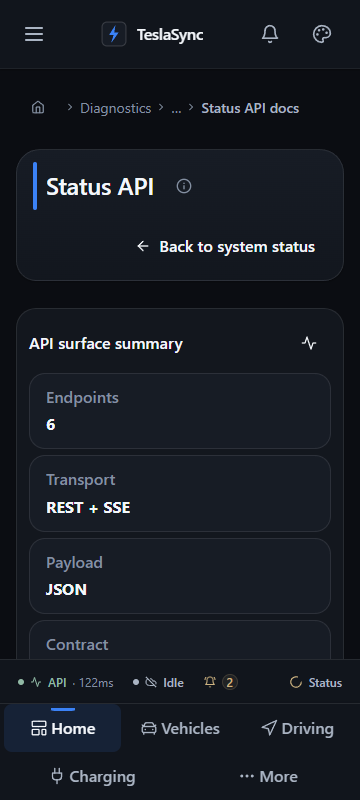 TeslaSync
Diagnostics > ... > Status API docs
Status API
← Back to system status
API surface summary
Endpoints
6
Transport
REST + SSE
Payload
JSON
Contract
API · 122ms Idle 2 Status
Home Vehicles Driving
Charging ··· More